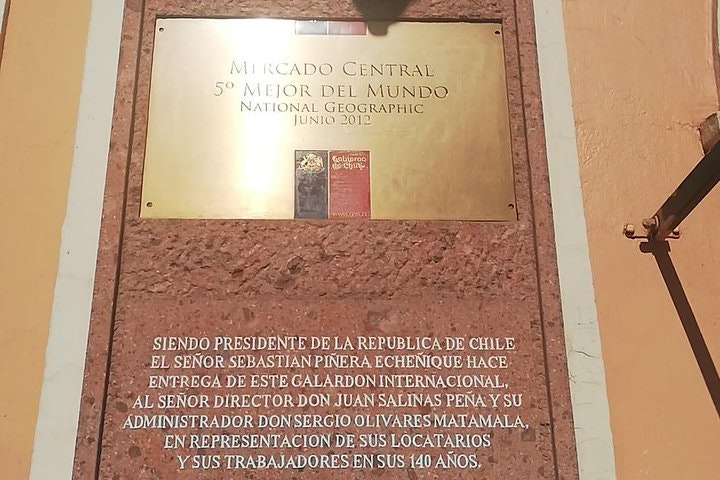 MERCADO CENTRAL
5º MEJOR DEL MUNDO
NATIONAL GEOGRAPHIC
JUNIO 2012
Gobierno
de Chile
SIENDO PRESIDENTE DE LA REPUBLICA DE CHILE
EL SEÑOR SEBASTIAN PIÑERA ECHEÑIQUE HACE
ENTREGA DE ESTE GALARDON INTERNACIONAL,
AL SEÑOR DIRECTOR DON JUAN SALINAS PEÑA Y SU
ADMINISTRADOR DON SERGIO OLIVARES MATAMALA,
EN REPRESENTACION DE SUS LOCATARIOS
Y SUS TRABAJADORES EN SUS 140 AÑOS.